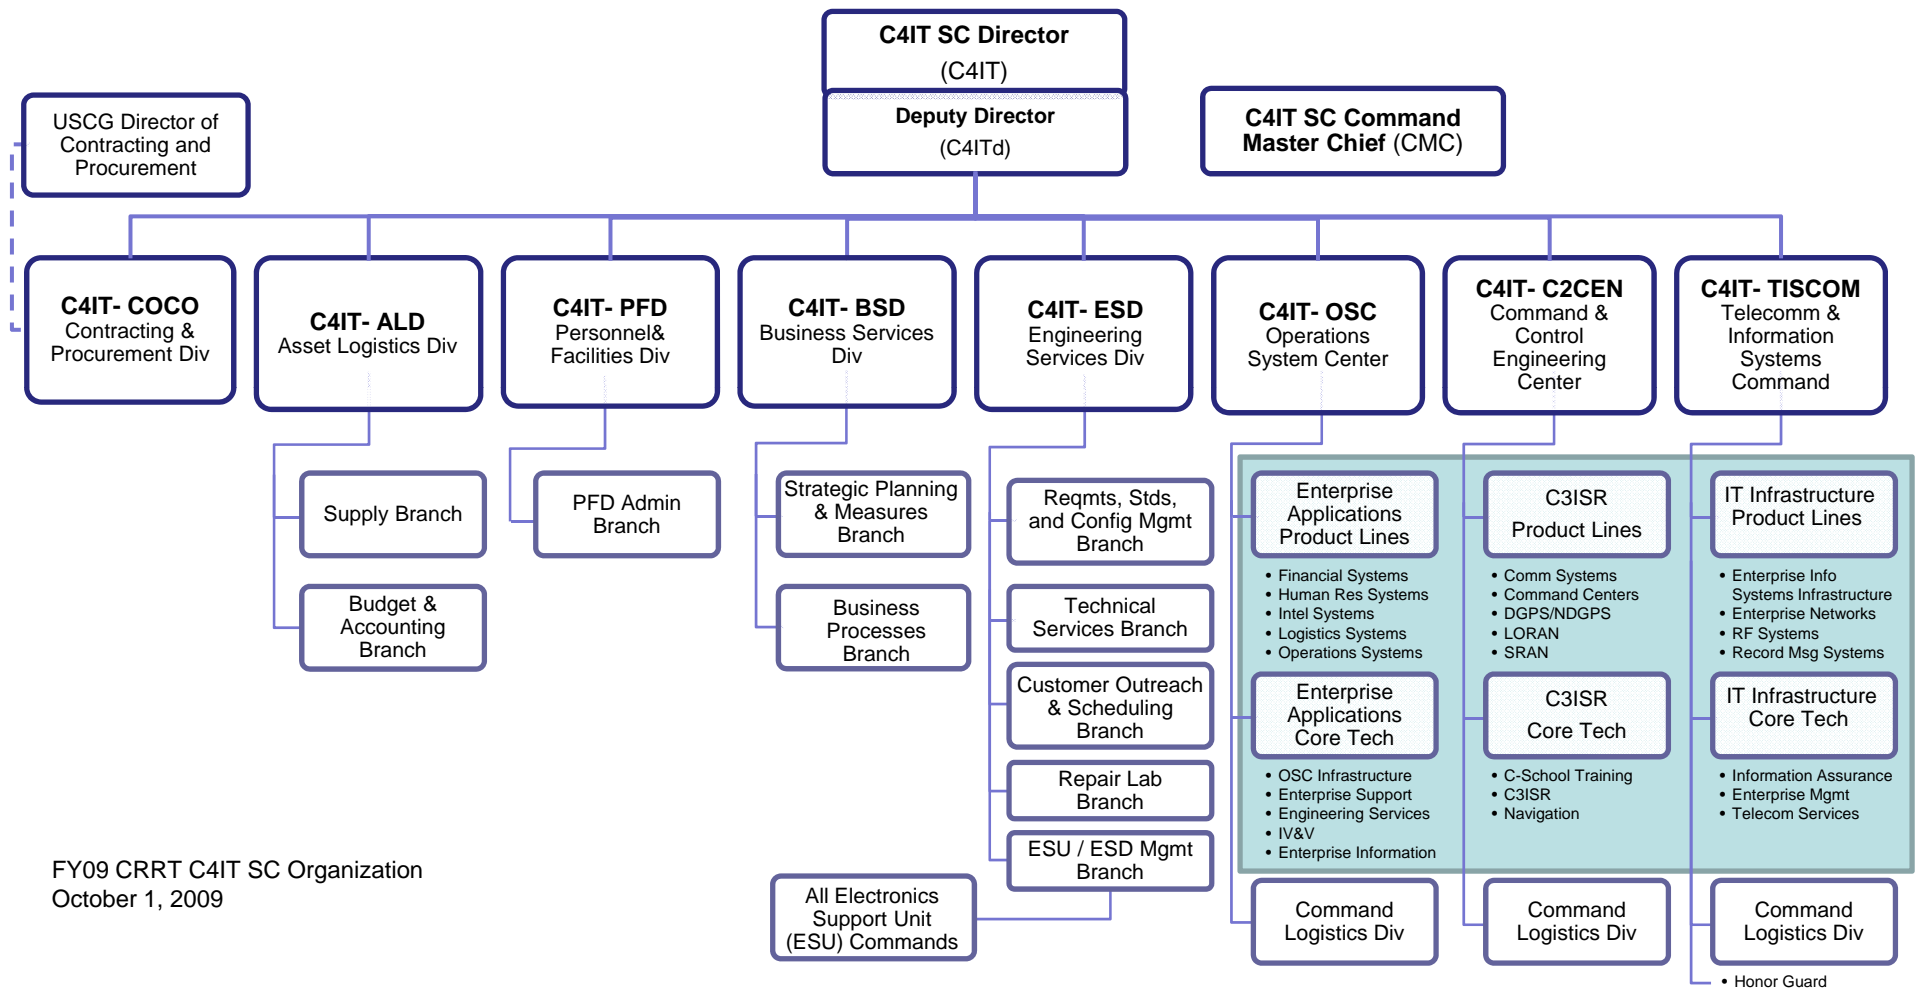 C4IT SC Director
(C4IT)
Deputy Director
(C4ITd)
C4IT SC Command
Master Chief (CMC)
USCG Director of
Contracting and
Procurement
C4IT- COCO
Contracting &
Procurement Div
C4IT- ALD
Asset Logistics Div
C4IT- PFD
Personnel&
Facilities Div
C4IT- BSD
Business Services
Div
C4IT- ESD
Engineering
Services Div
C4IT- OSC
Operations
System Center
C4IT- C2CEN
Command &
Control
Engineering
Center
C4IT- TISCOM
Telecomm &
Information
Systems
Command
Supply Branch
Budget &
Accounting
Branch
PFD Admin
Branch
Strategic Planning
& Measures
Branch
Business
Processes
Branch
Reqmts, Stds,
and Config Mgmt
Branch
Technical
Services Branch
Customer Outreach
& Scheduling
Branch
Repair Lab
Branch
ESU / ESD Mgmt
Branch
All Electronics
Support Unit
(ESU) Commands
Enterprise
Applications
Product Lines
• Financial Systems
• Human Res Systems
• Intel Systems
• Logistics Systems
• Operations Systems
Enterprise
Applications
Core Tech
• OSC Infrastructure
• Enterprise Support
• Engineering Services
• IV&V
• Enterprise Information
Command
Logistics Div
C3ISR
Product Lines
• Comm Systems
• Command Centers
• DGPS/NDGPS
• LORAN
• SRAN
C3ISR
Core Tech
• C-School Training
• C3ISR
• Navigation
Command
Logistics Div
IT Infrastructure
Product Lines
• Enterprise Info
Systems Infrastructure
• Enterprise Networks
• RF Systems
• Record Msg Systems
IT Infrastructure
Core Tech
• Information Assurance
• Enterprise Mgmt
• Telecom Services
Command
Logistics Div
• Honor Guard
FY09 CRRT C4IT SC Organization
October 1, 2009